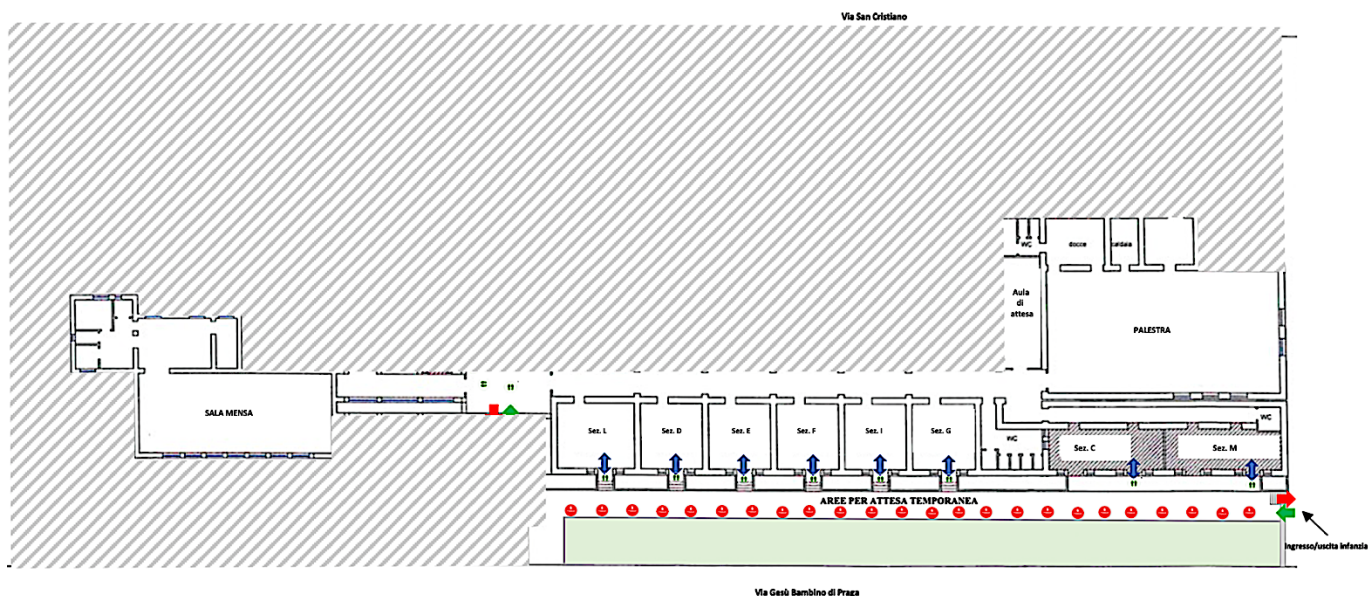 Via San Cristiano
WC
docce
caldaia
Aula
di
attesa
PALESTRA
SALA MENSA
Sez. L
Sez. D
Sez. E
Sez. F
Sez. I
Sez. G
WC
Sez. C
Sez. M
WC
AREE PER ATTESA TEMPORANEA
Ingresso/uscita infanzia
Via Gesù Bambino di Praga